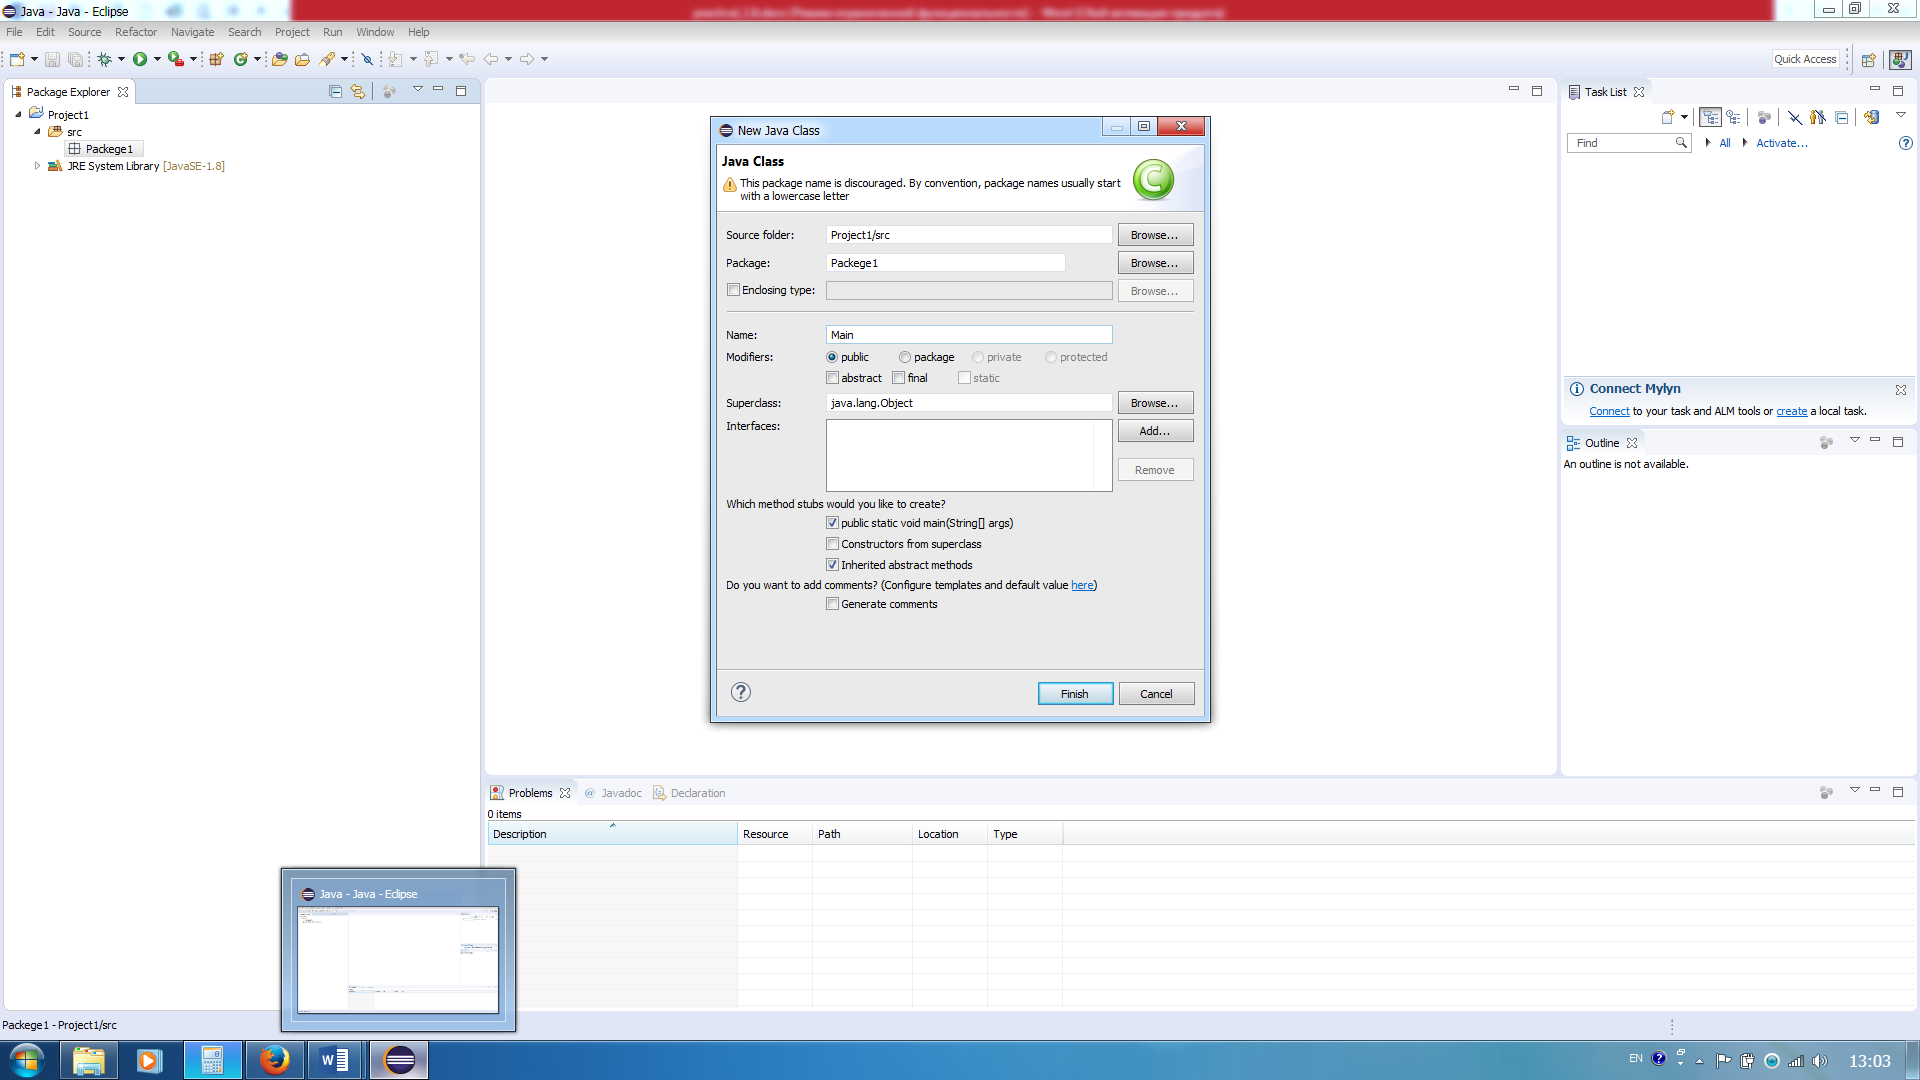 Java - Java - Eclipse
File Edit Source Refactor Navigate Search Project Run Window Help
Quick Access
Package Explorer
Project1
src
Packege1
JRE System Library [JavaSE-1.8]
New Java Class
Java Class
This package name is discouraged. By convention, package names usually start
with a lowercase letter
Source folder: Project1/src Browse...
Package: Packege1 Browse...
Enclosing type: Browse...
Name: Main
Modifiers: public package private protected
abstract final static
Superclass: java.lang.Object Browse...
Interfaces: Add...
Remove
Which method stubs would you like to create?
public static void main(String[] args)
Constructors from superclass
Inherited abstract methods
Do you want to add comments? (Configure templates and default value here)
Generate comments
Finish Cancel
Task List
Find All Activate...
Connect Mylyn
Connect to your task and ALM tools or create a local task.
Outline
An outline is not available.
Problems Javadoc Declaration
0 items
Description Resource Path Location Type
Java - Java - Eclipse
Packege1 - Project1/src
EN 13:03